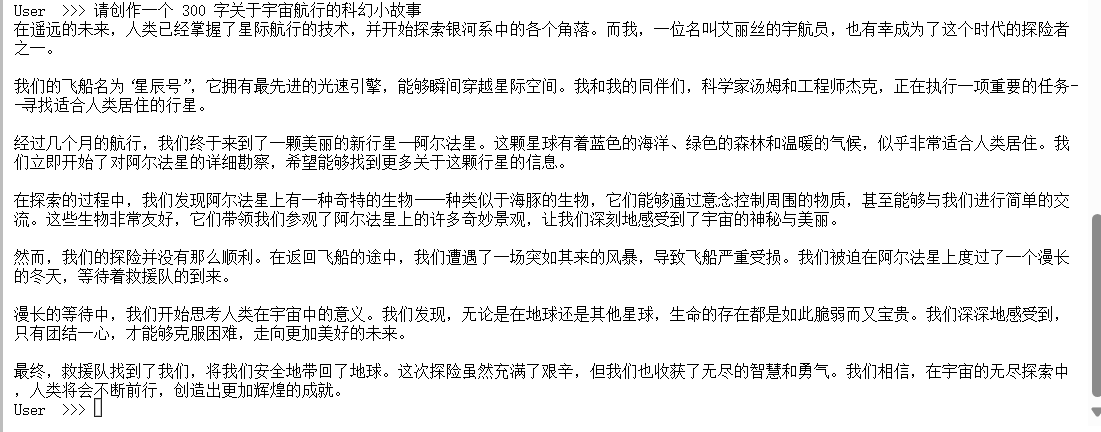 User  >>> 请创作一个 300 字关于宇宙航行的科幻小故事
在遥远的未来，人类已经掌握了星际航行的技术，并开始探索银河系中的各个角落。而我，一位名叫艾丽丝的宇航员，也有幸成为了这个时代的探险者
之一。
我们的飞船名为“星辰号”，它拥有最先进的光速引擎，能够瞬间穿越星际空间。我和我的同伴们，科学家汤姆和工程师杰克，正在执行一项重要的任务-
-寻找适合人类居住的行星。
经过几个月的航行，我们终于来到了一颗美丽的新行星—阿尔法星。这颗星球有着蓝色的海洋、绿色的森林和温暖的气候，似乎非常适合人类居住。我
们立即开始了对阿尔法星的详细勘察，希望能够找到更多关于这颗行星的信息。
在探索的过程中，我们发现阿尔法星上有一种奇特的生物——种类似于海豚的生物，它们能够通过意念控制周围的物质，甚至能够与我们进行简单的交
流。这些生物非常友好，它们带领我们参观了阿尔法星上的许多奇妙景观，让我们深刻地感受到了宇宙的神秘与美丽。
然而，我们的探险并没有那么顺利。在返回飞船的途中，我们遭遇了一场突如其来的风暴，导致飞船严重受损。我们被迫在阿尔法星上度过了一个漫长
的冬天，等待着救援队的到来。
漫长的等待中，我们开始思考人类在宇宙中的意义。我们发现，无论是在地球还是其他星球，生命的存在都是如此脆弱而又宝贵。我们深深地感受到，
只有团结一心，才能够克服困难，走向更加美好的未来。
最终，救援队找到了我们，将我们安全地带回了地球。这次探险虽然充满了艰辛，但我们也收获了无尽的智慧和勇气。我们相信，在宇宙的无尽探索中
，人类将会不断前行，创造出更加辉煌的成就。
User  >>>